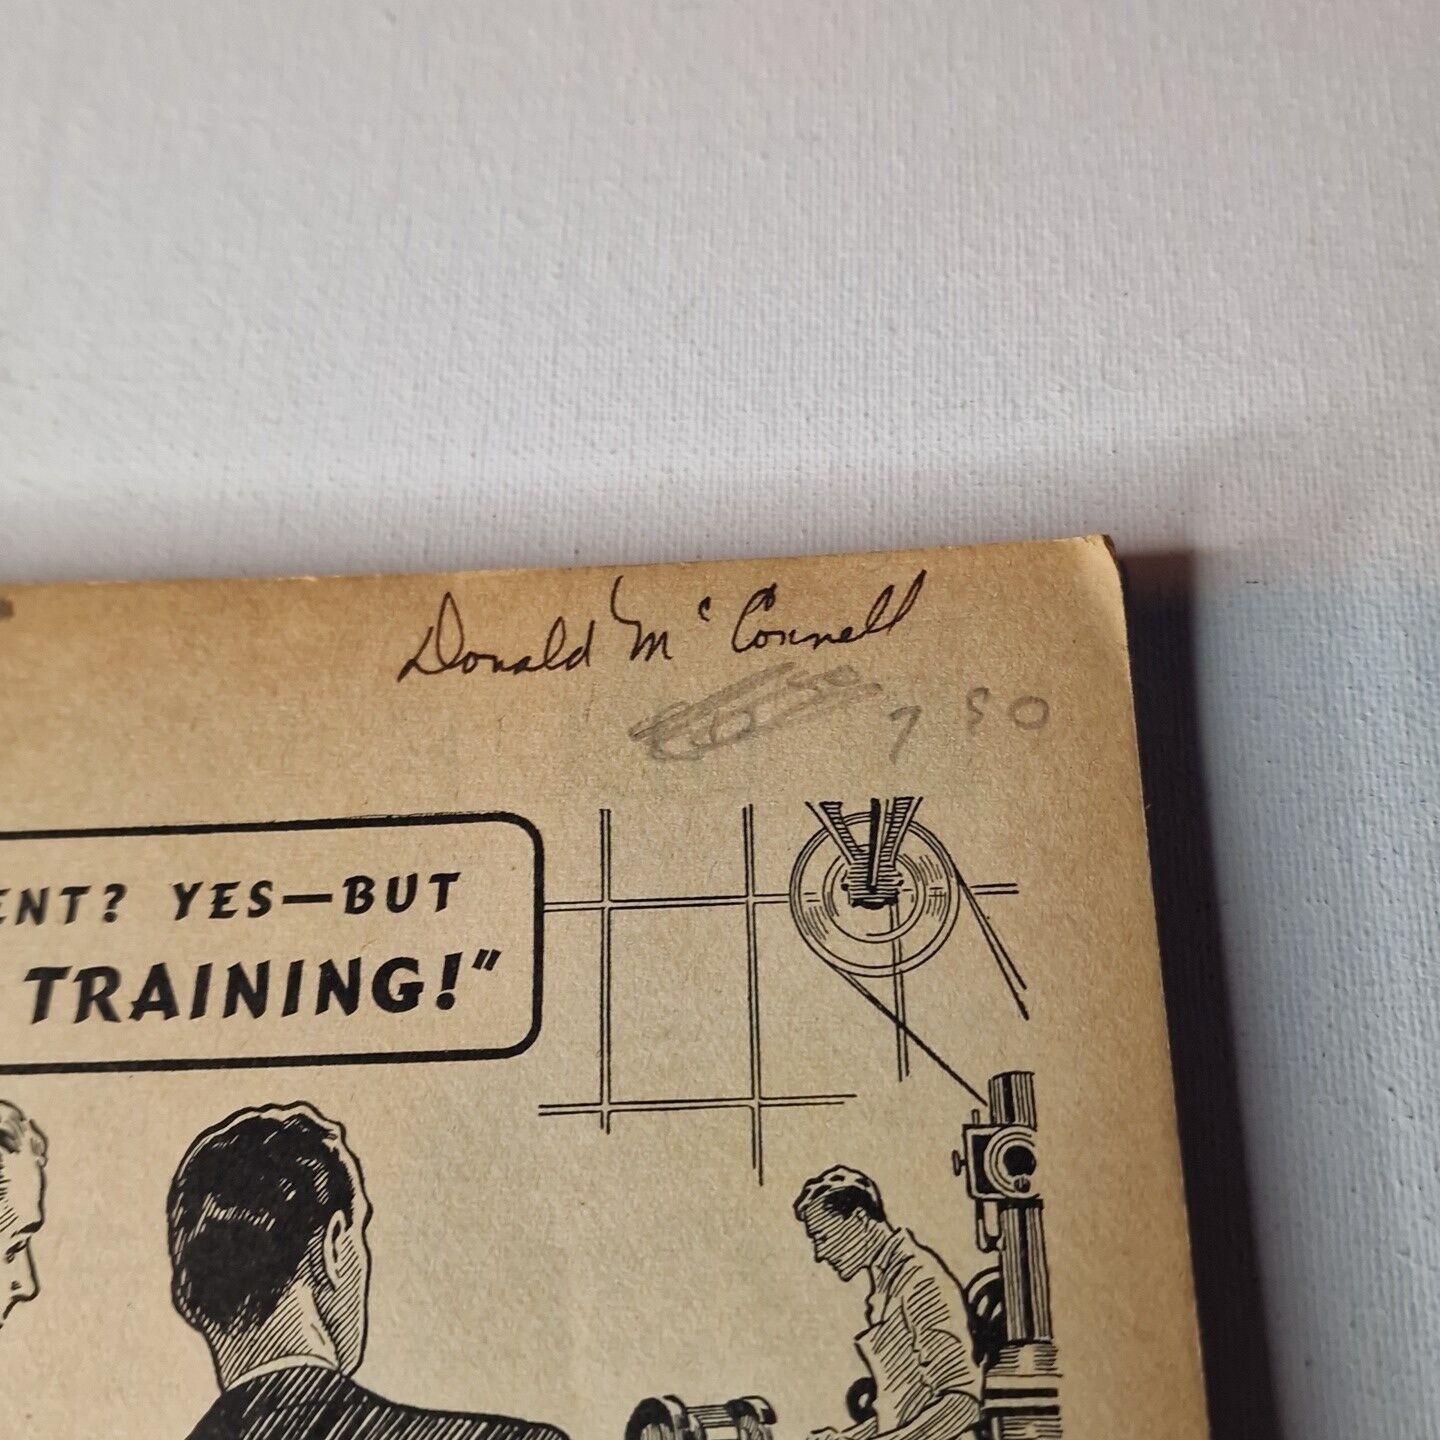 Donald McConnell
7 50
ENT? YES—BUT
TRAINING!"